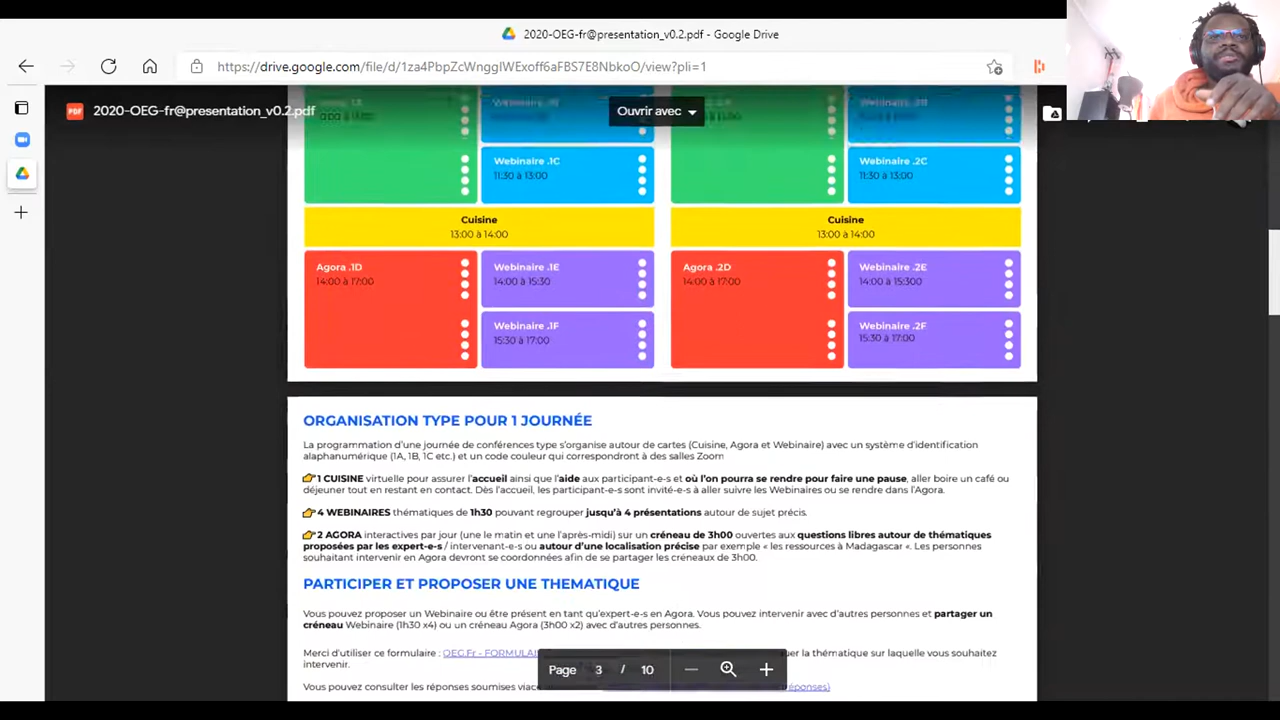 2020-OEG-fr@presentation_v0.2.pdf - Google Drive
https://drive.google.com/file/d/1za4PbpZcWnggIWExoff6aFBS7E8NbkoO/view?pli=1
PDF 2020-OEG-fr@presentation_v0.2.pdf
Ouvrir avec
Webinaire .1C
11:30 à 13:00
Webinaire .2C
11:30 à 13:00
Cuisine
13:00 à 14:00
Cuisine
13:00 à 14:00
Agora .1D
14:00 à 17:00
Webinaire .1E
14:00 à 15:30
Agora .2D
14:00 à 17:00
Webinaire .2E
14:00 à 15:300
Webinaire .1F
15:30 à 17:00
Webinaire .2F
15:30 à 17:00
ORGANISATION TYPE POUR 1 JOURNÉE
La programmation d'une journée de conférences type s'organise autour de cartes (Cuisine, Agora et Webinaire) avec un système d'identification
alaphanumérique (1A, 1B, 1C etc.) et un code couleur qui correspondront à des salles Zoom
👉1 CUISINE virtuelle pour assurer l'accueil ainsi que l'aide aux participant-e-s et où l'on pourra se rendre pour faire une pause, aller boire un café ou
déjeuner tout en restant en contact. Dès l'accueil, les participant-e-s sont invité-e-s à aller suivre les Webinaires ou se rendre dans l'Agora.
👉4 WEBINAIRES thématiques de 1h30 pouvant regrouper jusqu'à 4 présentations autour de sujet précis.
👉2 AGORA interactives par jour (une le matin et une l'après-midi) sur un créneau de 3h00 ouvertes aux questions libres autour de thématiques
proposées par les expert-e-s / intervenant-e-s ou autour d'une localisation précise par exemple « les ressources à Madagascar «. Les personnes
souhaitant intervenir en Agora devront se coordonnées afin de se partager les créneaux de 3h00.
PARTICIPER ET PROPOSER UNE THEMATIQUE
Vous pouvez proposer un Webinaire ou être présent en tant qu'expert-e-s en Agora. Vous pouvez intervenir avec d'autres personnes et partager un
créneau Webinaire (1h30 x4) ou un créneau Agora (3h00 x2) avec d'autres personnes.
Merci d'utiliser ce formulaire : OEG.Fr - FORMULAI
la thématique sur laquelle vous souhaitez
intervenir.
Page 3 / 10
Vous pouvez consulter les réponses soumises via